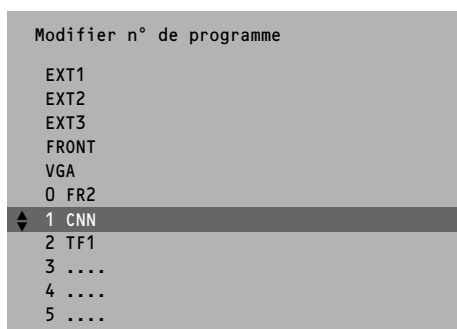 Modifier n° de programme
EXT1
EXT2
EXT3
FRONT
VGA
0 FR2
1 CNN
2 TF1
3 ....
4 ....
5 ....